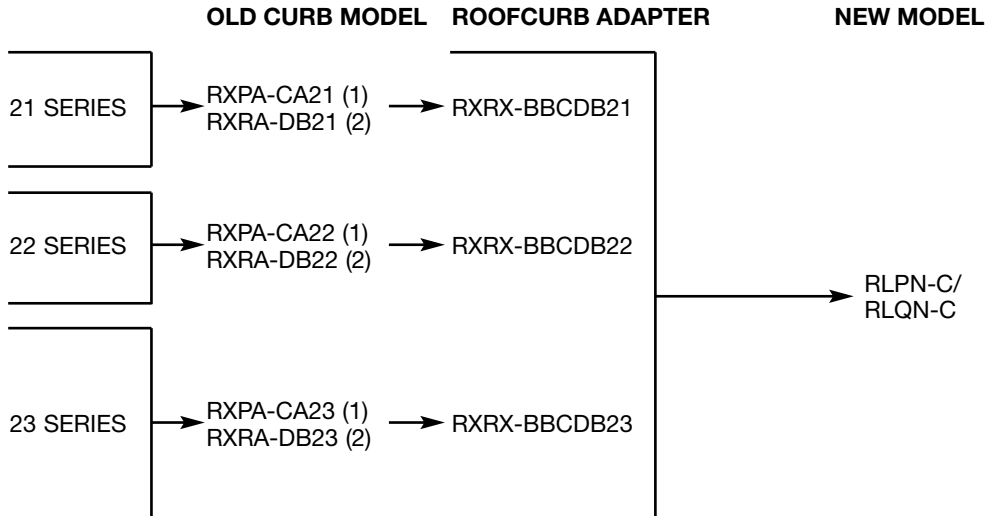 OLD CURB MODEL ROOFCURB ADAPTER NEW MODEL
21 SERIES
RXPA-CA21 (1)
RXRA-DB21 (2)
RXRX-BBCDB21
22 SERIES
RXPA-CA22 (1)
RXRA-DB22 (2)
RXRX-BBCDB22
RLPN-C/
RLQN-C
23 SERIES
RXPA-CA23 (1)
RXRA-DB23 (2)
RXRX-BBCDB23